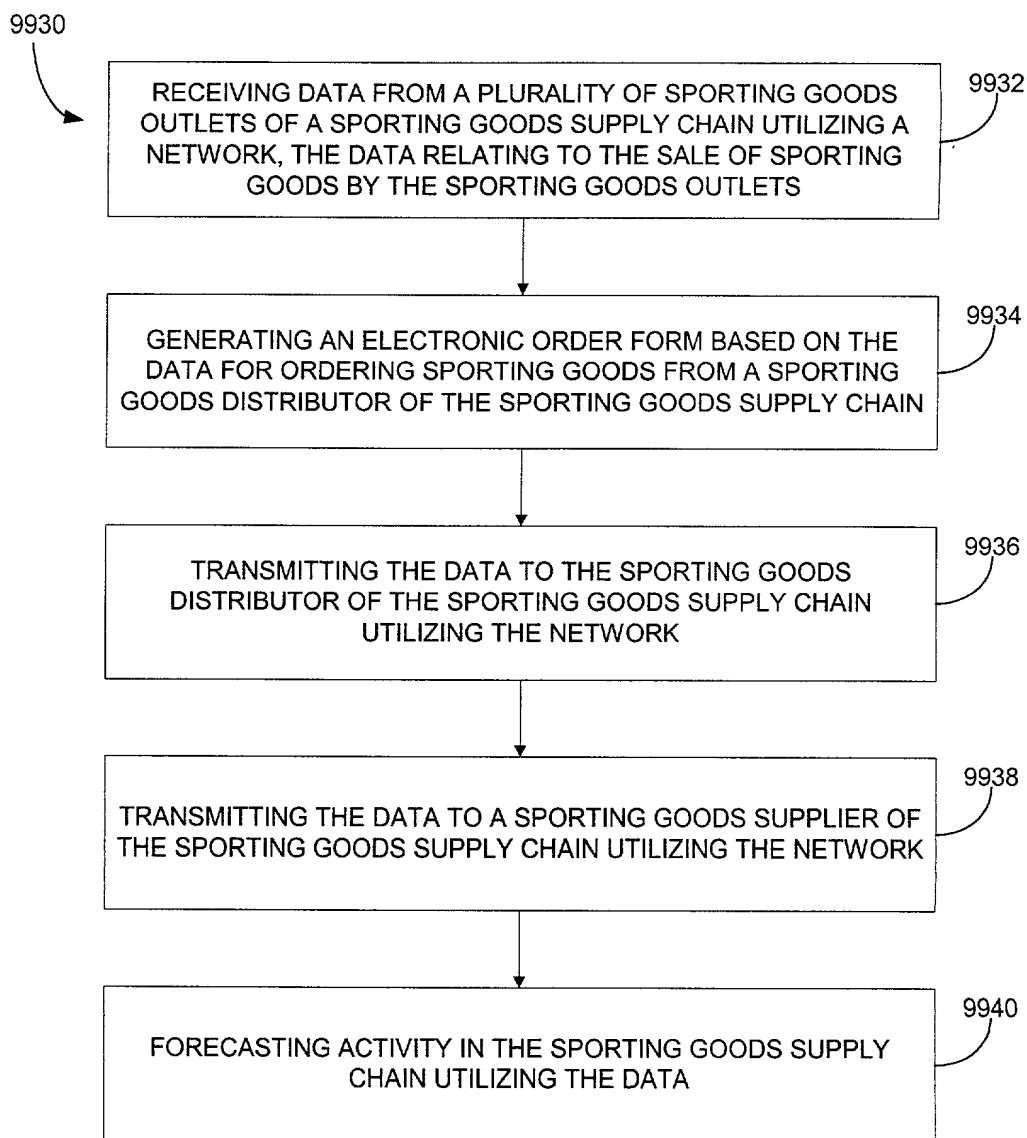 9930
RECEIVING DATA FROM A PLURALITY OF SPORTING GOODS
OUTLETS OF A SPORTING GOODS SUPPLY CHAIN UTILIZING A
NETWORK, THE DATA RELATING TO THE SALE OF SPORTING
GOODS BY THE SPORTING GOODS OUTLETS
9932
GENERATING AN ELECTRONIC ORDER FORM BASED ON THE
DATA FOR ORDERING SPORTING GOODS FROM A SPORTING
GOODS DISTRIBUTOR OF THE SPORTING GOODS SUPPLY CHAIN
9934
TRANSMITTING THE DATA TO THE SPORTING GOODS
DISTRIBUTOR OF THE SPORTING GOODS SUPPLY CHAIN
UTILIZING THE NETWORK
9936
TRANSMITTING THE DATA TO A SPORTING GOODS SUPPLIER OF
THE SPORTING GOODS SUPPLY CHAIN UTILIZING THE NETWORK
9938
FORECASTING ACTIVITY IN THE SPORTING GOODS SUPPLY
CHAIN UTILIZING THE DATA
9940